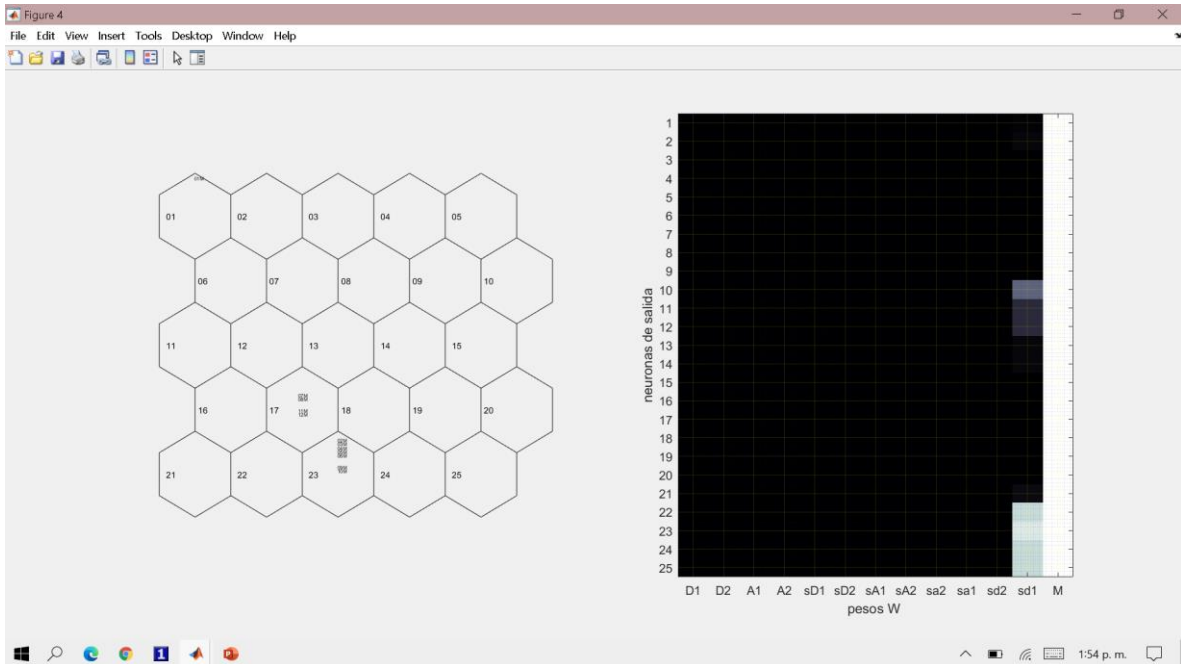 Figure 4
File Edit View Insert Tools Desktop Window Help
01 02 03 04 05
06 07 08 09 10
11 12 13 14 15
16 17 18 19 20
21 22 23 24 25
neuronas de salida
1
2
3
4
5
6
7
8
9
10
11
12
13
14
15
16
17
18
19
20
21
22
23
24
25
D1 D2 A1 A2 sD1 sD2 sA1 sA2 sa2 sa1 sd2 sd1 M
pesos W
1
1:54 p. m.